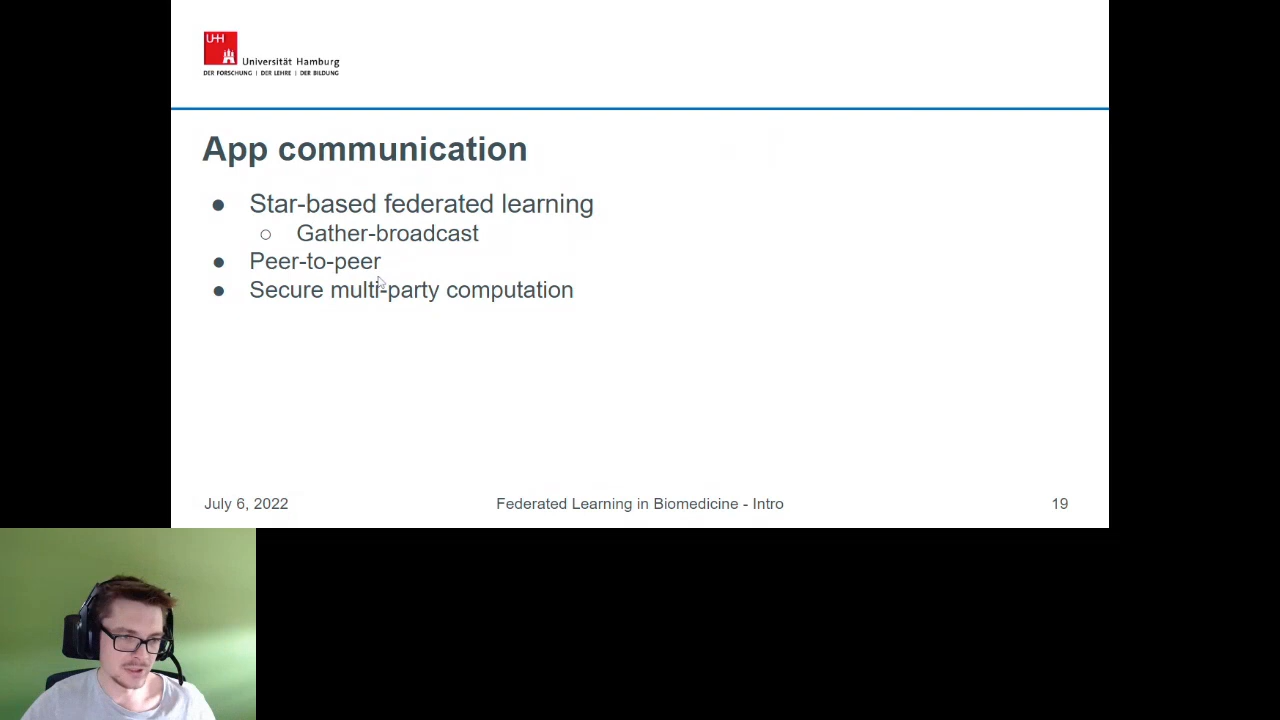 UHH
Universität Hamburg
DER FORSCHUNG | DER LEHRE | DER BILDUNG
App communication
● Star-based federated learning
○ Gather-broadcast
● Peer-to-peer
● Secure multi-party computation
July 6, 2022
Federated Learning in Biomedicine - Intro
19